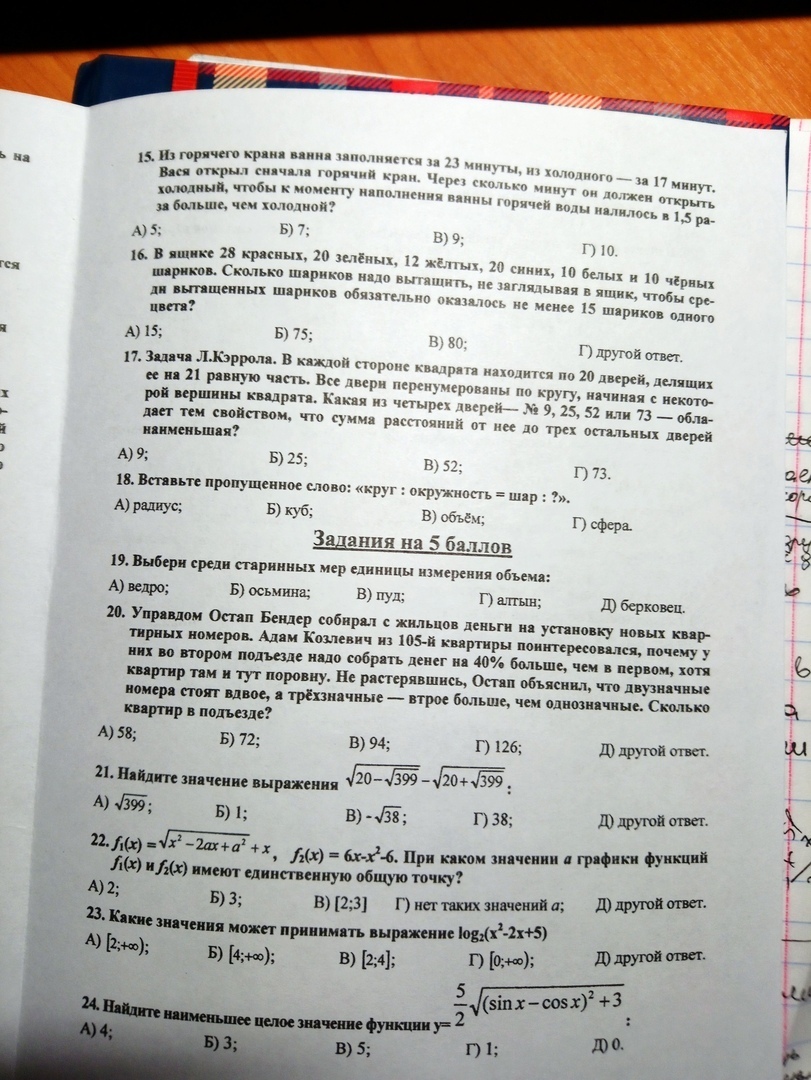 15. Из горячего крана ванна заполняется за 23 минуты, из холодного — за 17 минут.
Вася открыл сначала горячий кран. Через сколько минут он должен открыть
холодный, чтобы к моменту наполнения ванны горячей воды налилось в 1,5 ра-
за больше, чем холодной?
А) 5; Б) 7; В) 9; Г) 10.
16. В ящике 28 красных, 20 зелёных, 12 жёлтых, 20 синих, 10 белых и 10 чёрных
шариков. Сколько шариков надо вытащить, не заглядывая в ящик, чтобы сре-
ди вытащенных шариков обязательно оказалось не менее 15 шариков одного
цвета?
А) 15; Б) 75; В) 80; Г) другой ответ.
17. Задача Л.Кэррола. В каждой стороне квадрата находится по 20 дверей, делящих
ее на 21 равную часть. Все двери перенумерованы по кругу, начиная с некото-
рой вершины квадрата. Какая из четырех дверей— № 9, 25, 52 или 73 — обла-
дает тем свойством, что сумма расстояний от нее до трех остальных дверей
наименьшая?
А) 9; Б) 25; В) 52; Г) 73.
18. Вставьте пропущенное слово: «круг : окружность = шар : ?».
А) радиус; Б) куб; В) объём; Г) сфера.
Задания на 5 баллов
19. Выбери среди старинных мер единицы измерения объема:
А) ведро; Б) осьмина; В) пуд; Г) алтын; Д) берковец.
20. Управдом Остап Бендер собирал с жильцов деньги на установку новых квар-
тирных номеров. Адам Козлевич из 105-й квартиры поинтересовался, почему у
них во втором подъезде надо собрать денег на 40% больше, чем в первом, хотя
квартир там и тут поровну. Не растерявшись, Остап объяснил, что двузначные
номера стоят вдвое, а трёхзначные — втрое больше, чем однозначные. Сколько
квартир в подъезде?
А) 58; Б) 72; В) 94; Г) 126; Д) другой ответ.
21. Найдите значение выражения √(20−√399) − √(20+√399) :
А) √399; Б) 1; В) -√38; Г) 38; Д) другой ответ.
22. f₁(x) = √(x² − 2ax + a²) + x, f₂(x) = 6x-x²-6. При каком значении a графики функций
f₁(x) и f₂(x) имеют единственную общую точку?
А) 2; Б) 3; В) [2;3] Г) нет таких значений a; Д) другой ответ.
23. Какие значения может принимать выражение log₂(x²-2x+5)
А) [2;+∞); Б) [4;+∞); В) [2;4]; Г) [0;+∞); Д) другой ответ.
24. Найдите наименьшее целое значение функции y= 5/2 √((sin x − cos x)² + 3) :
А) 4; Б) 3; В) 5; Г) 1; Д) 0.